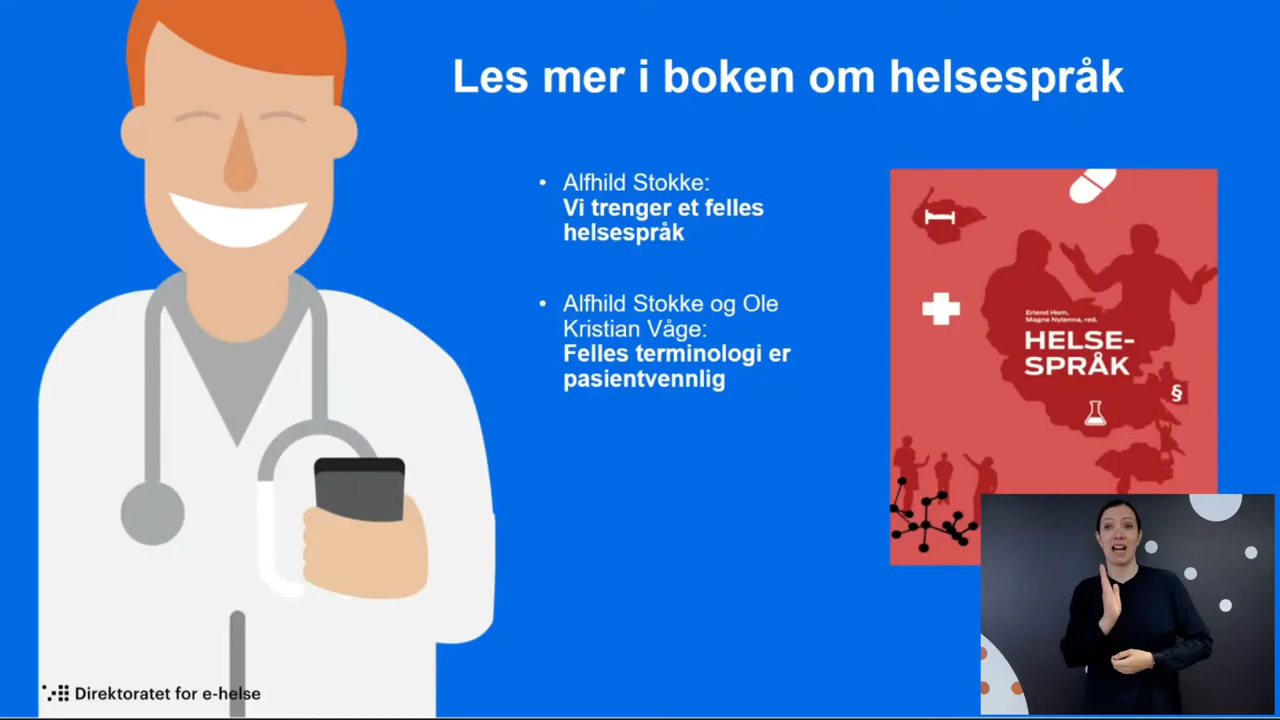 Les mer i boken om helsespråk
• Alfhild Stokke:
Vi trenger et felles
helsespråk
• Alfhild Stokke og Ole
Kristian Våge:
Felles terminologi er
pasientvennlig
Erlend Hem,
Magne Nylenna, red.
HELSE-
SPRÅK
§
Direktoratet for e-helse